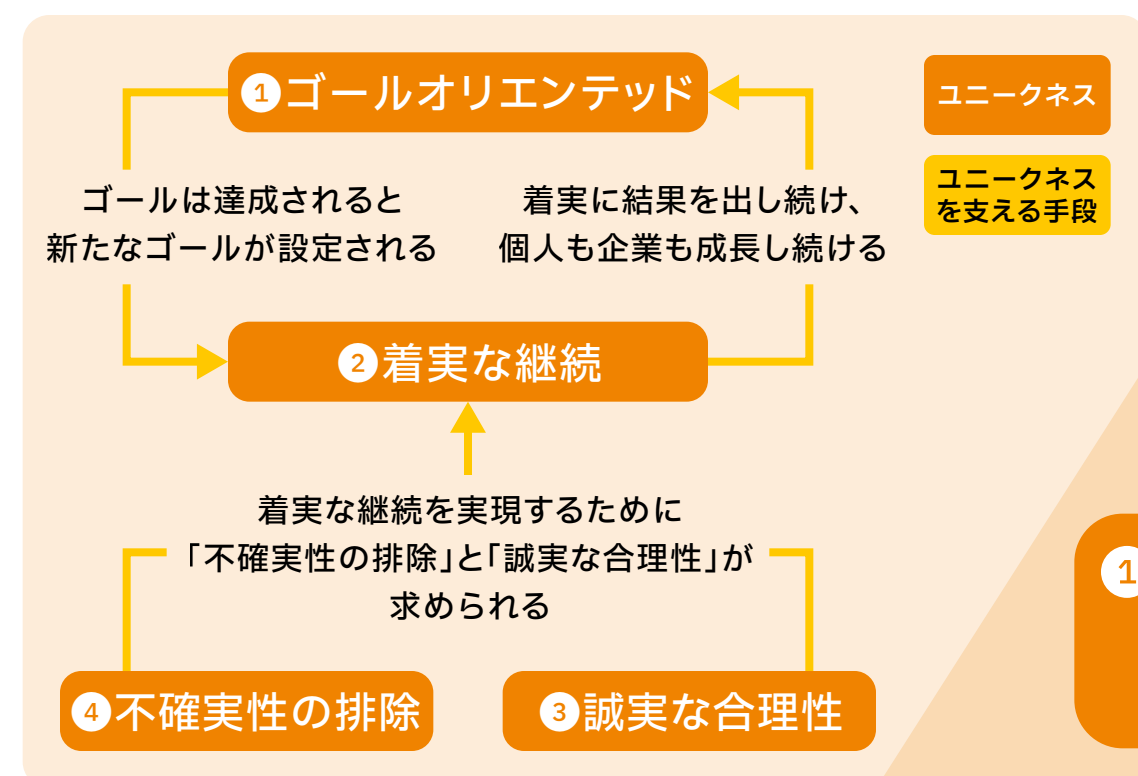 ①ゴールオリエンテッド
ユニークネス
ユニークネス
を支える手段
ゴールは達成されると
新たなゴールが設定される
着実に結果を出し続け、
個人も企業も成長し続ける
②着実な継続
着実な継続を実現するために
「不確実性の排除」と「誠実な合理性」が
求められる
④不確実性の排除
③誠実な合理性
1